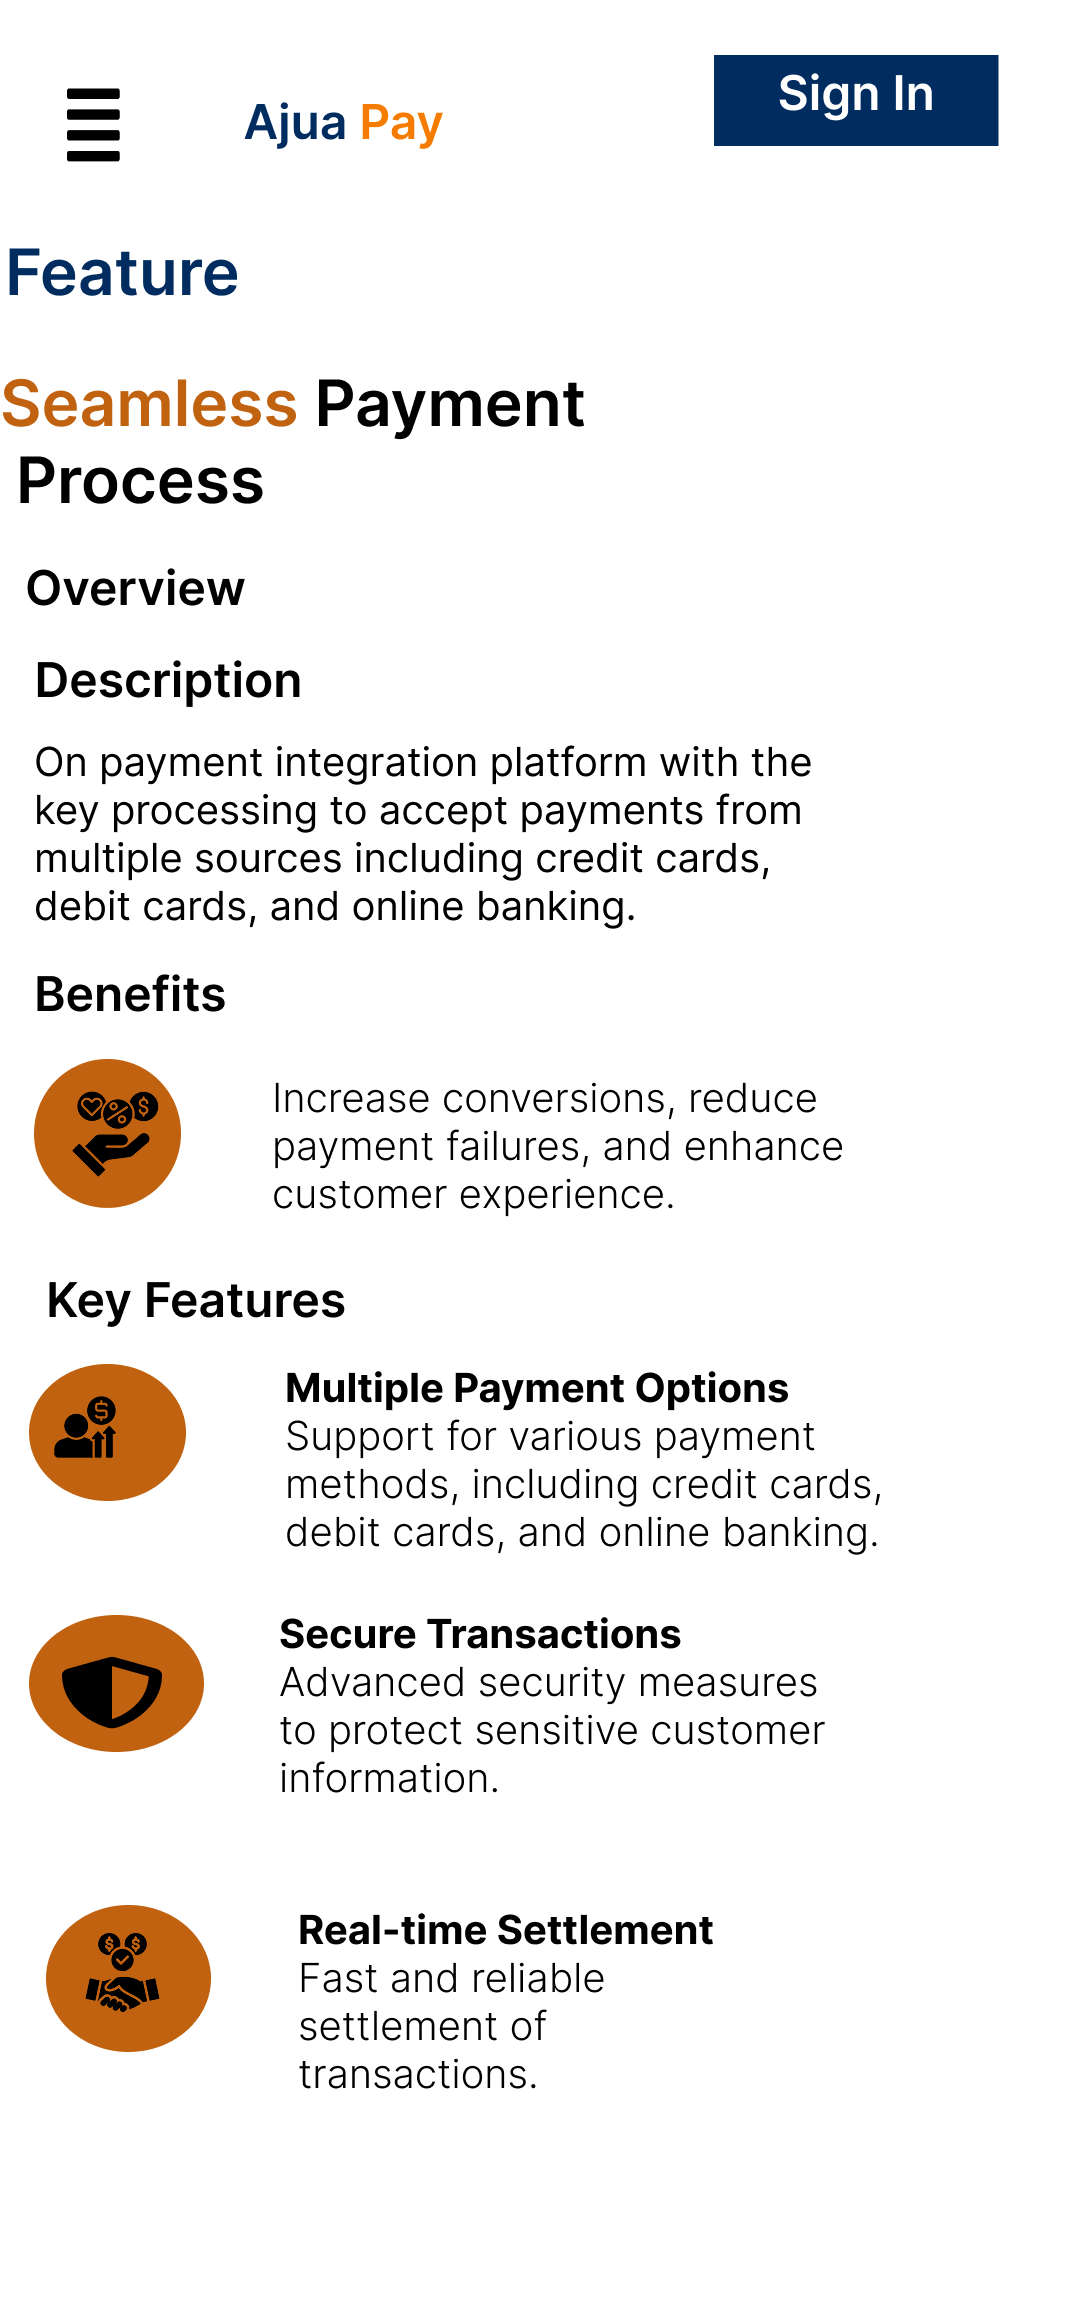 Ajua Pay
Sign In
Feature
Seamless Payment
Process
Overview
Description
On payment integration platform with the
key processing to accept payments from
multiple sources including credit cards,
debit cards, and online banking.
Benefits
Increase conversions, reduce
payment failures, and enhance
customer experience.
Key Features
Multiple Payment Options
Support for various payment
methods, including credit cards,
debit cards, and online banking.
Secure Transactions
Advanced security measures
to protect sensitive customer
information.
Real-time Settlement
Fast and reliable
settlement of
transactions.